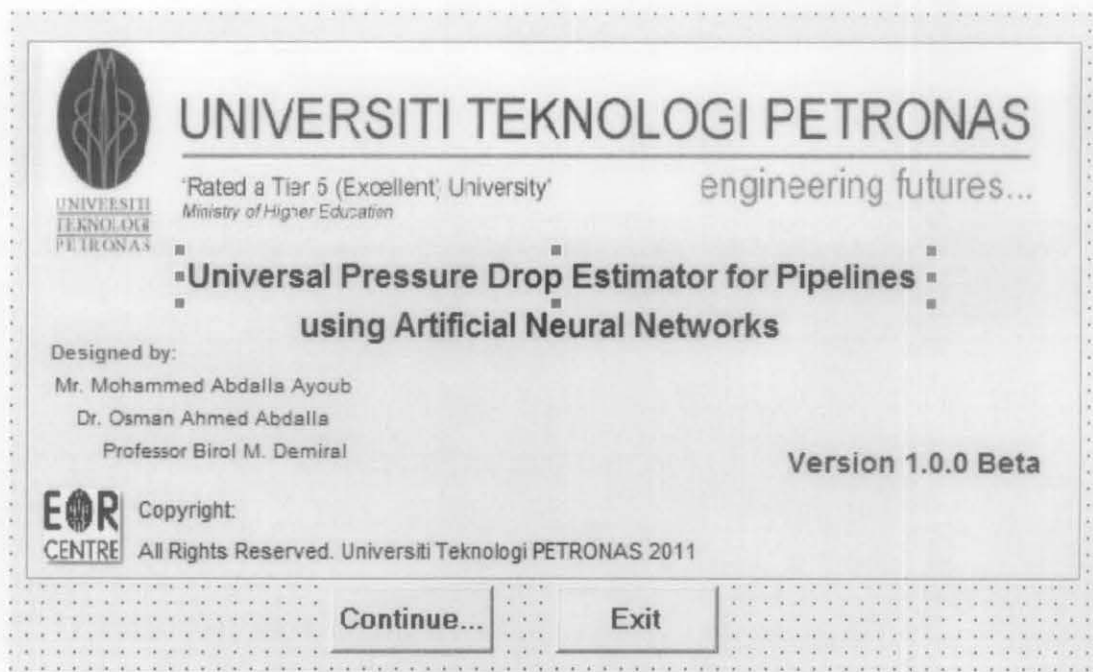 UNIVERSITI TEKNOLOGI PETRONAS
'Rated a Tier 5 (Excellent) University'
engineering futures...
Ministry of Higher Education
UNIVERSITI
TEKNOLOGI
PETRONAS
Universal Pressure Drop Estimator for Pipelines
using Artificial Neural Networks
Designed by:
Mr. Mohammed Abdalla Ayoub
Dr. Osman Ahmed Abdalla
Professor Birol M. Demiral
Version 1.0.0 Beta
EOR
CENTRE
Copyright:
All Rights Reserved. Universiti Teknologi PETRONAS 2011
Continue...
Exit